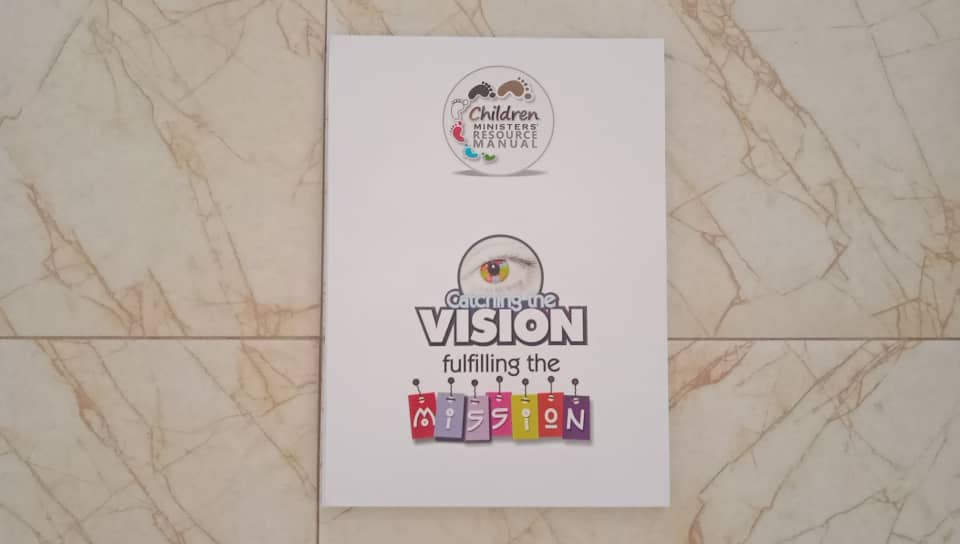 Children
MINISTERS'
RESOURCE
MANUAL
Catching the
VISION
fulfilling the
MiSSiON